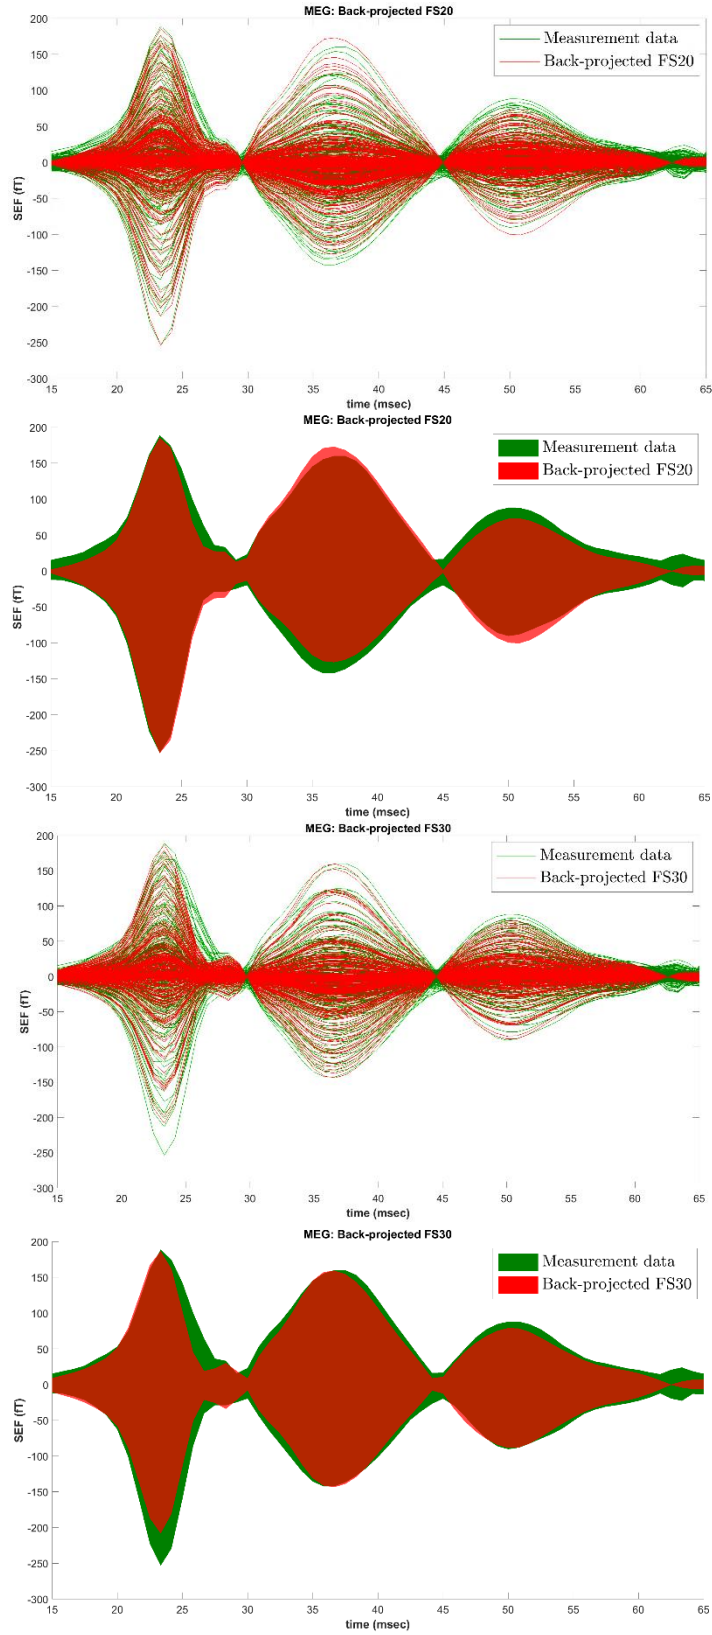 MEG: Back-projected FS20
200
150
100
50
0
-50
-100
-150
-200
-250
-300
SEF (fT)
Measurement data
Back-projected FS20
15 20 25 30 35 40 45 50 55 60 65
time (msec)
MEG: Back-projected FS20
200
150
100
50
0
-50
-100
-150
-200
-250
-300
SEF (fT)
Measurement data
Back-projected FS20
15 20 25 30 35 40 45 50 55 60 65
time (msec)
MEG: Back-projected FS30
200
150
100
50
0
-50
-100
-150
-200
-250
-300
SEF (fT)
Measurement data
Back-projected FS30
15 20 25 30 35 40 45 50 55 60 65
time (msec)
MEG: Back-projected FS30
200
150
100
50
0
-50
-100
-150
-200
-250
-300
SEF (fT)
Measurement data
Back-projected FS30
15 20 25 30 35 40 45 50 55 60 65
time (msec)